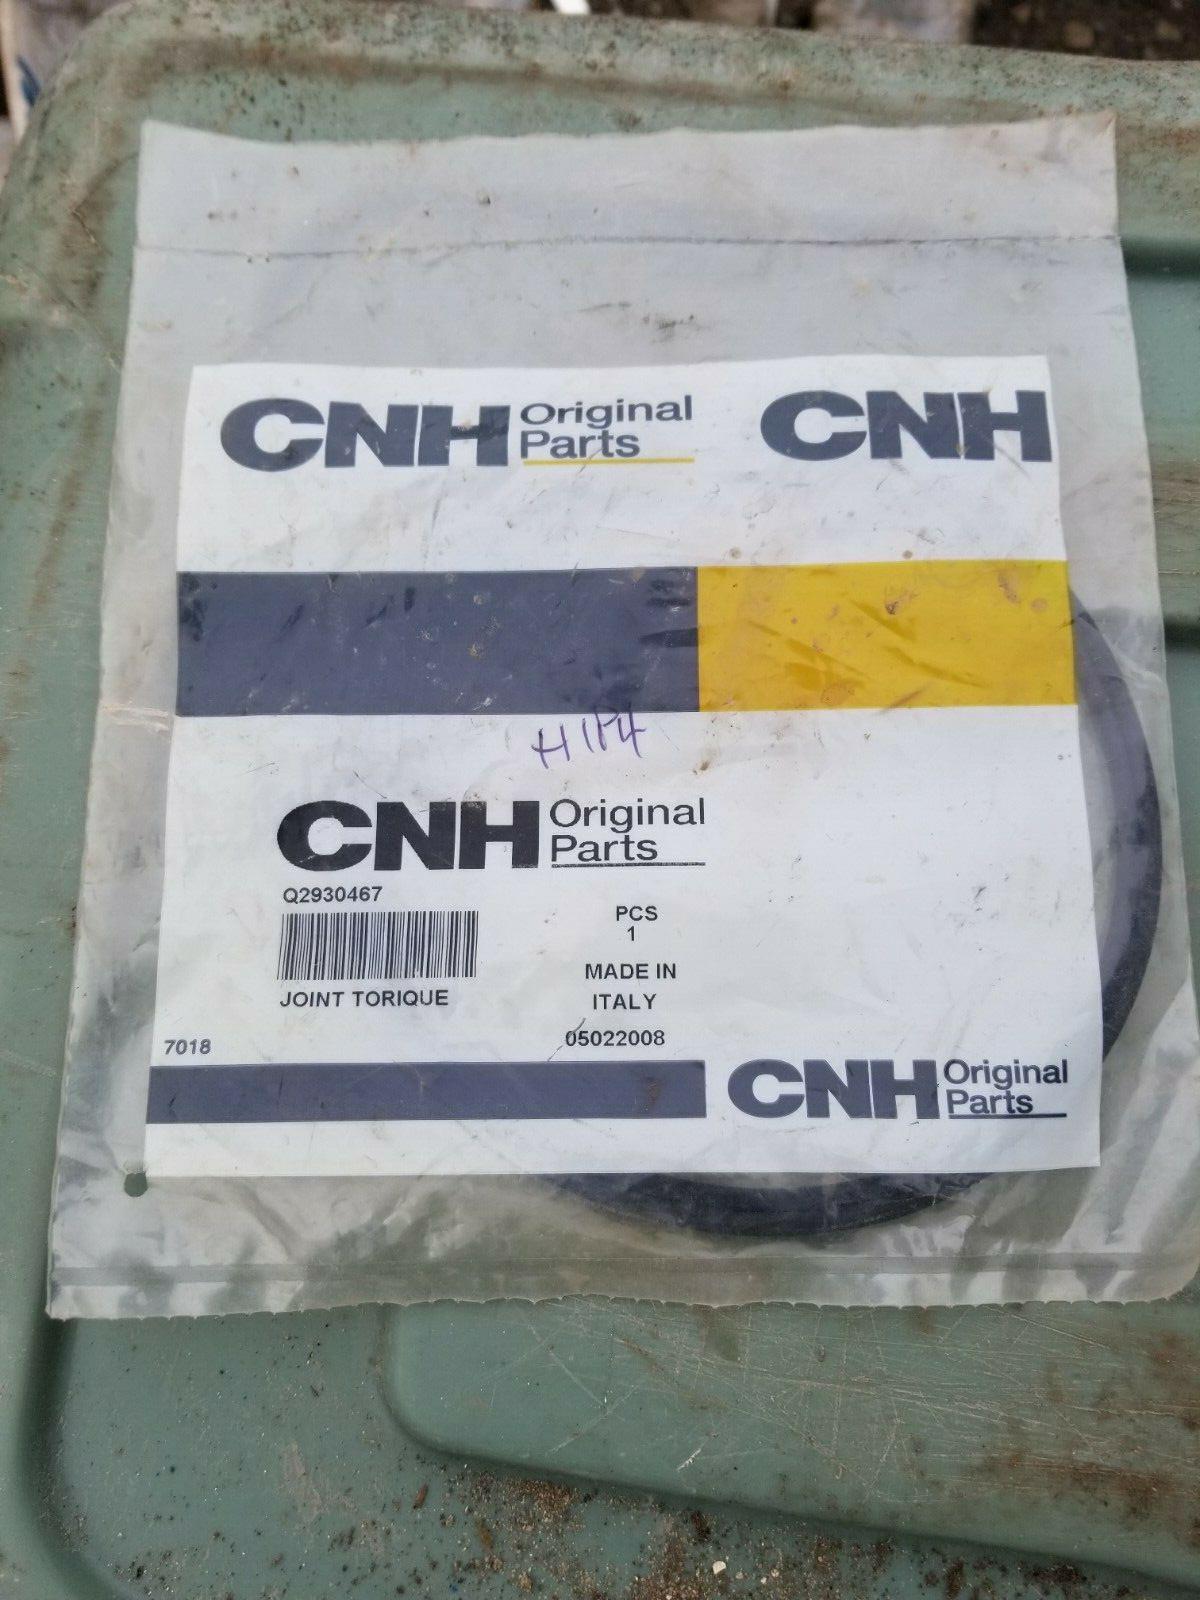 CNH Original Parts CNH
CNH Original Parts
Q2930467
PCS
1
JOINT TORIQUE
MADE IN
ITALY
05022008
7018
CNH Original Parts